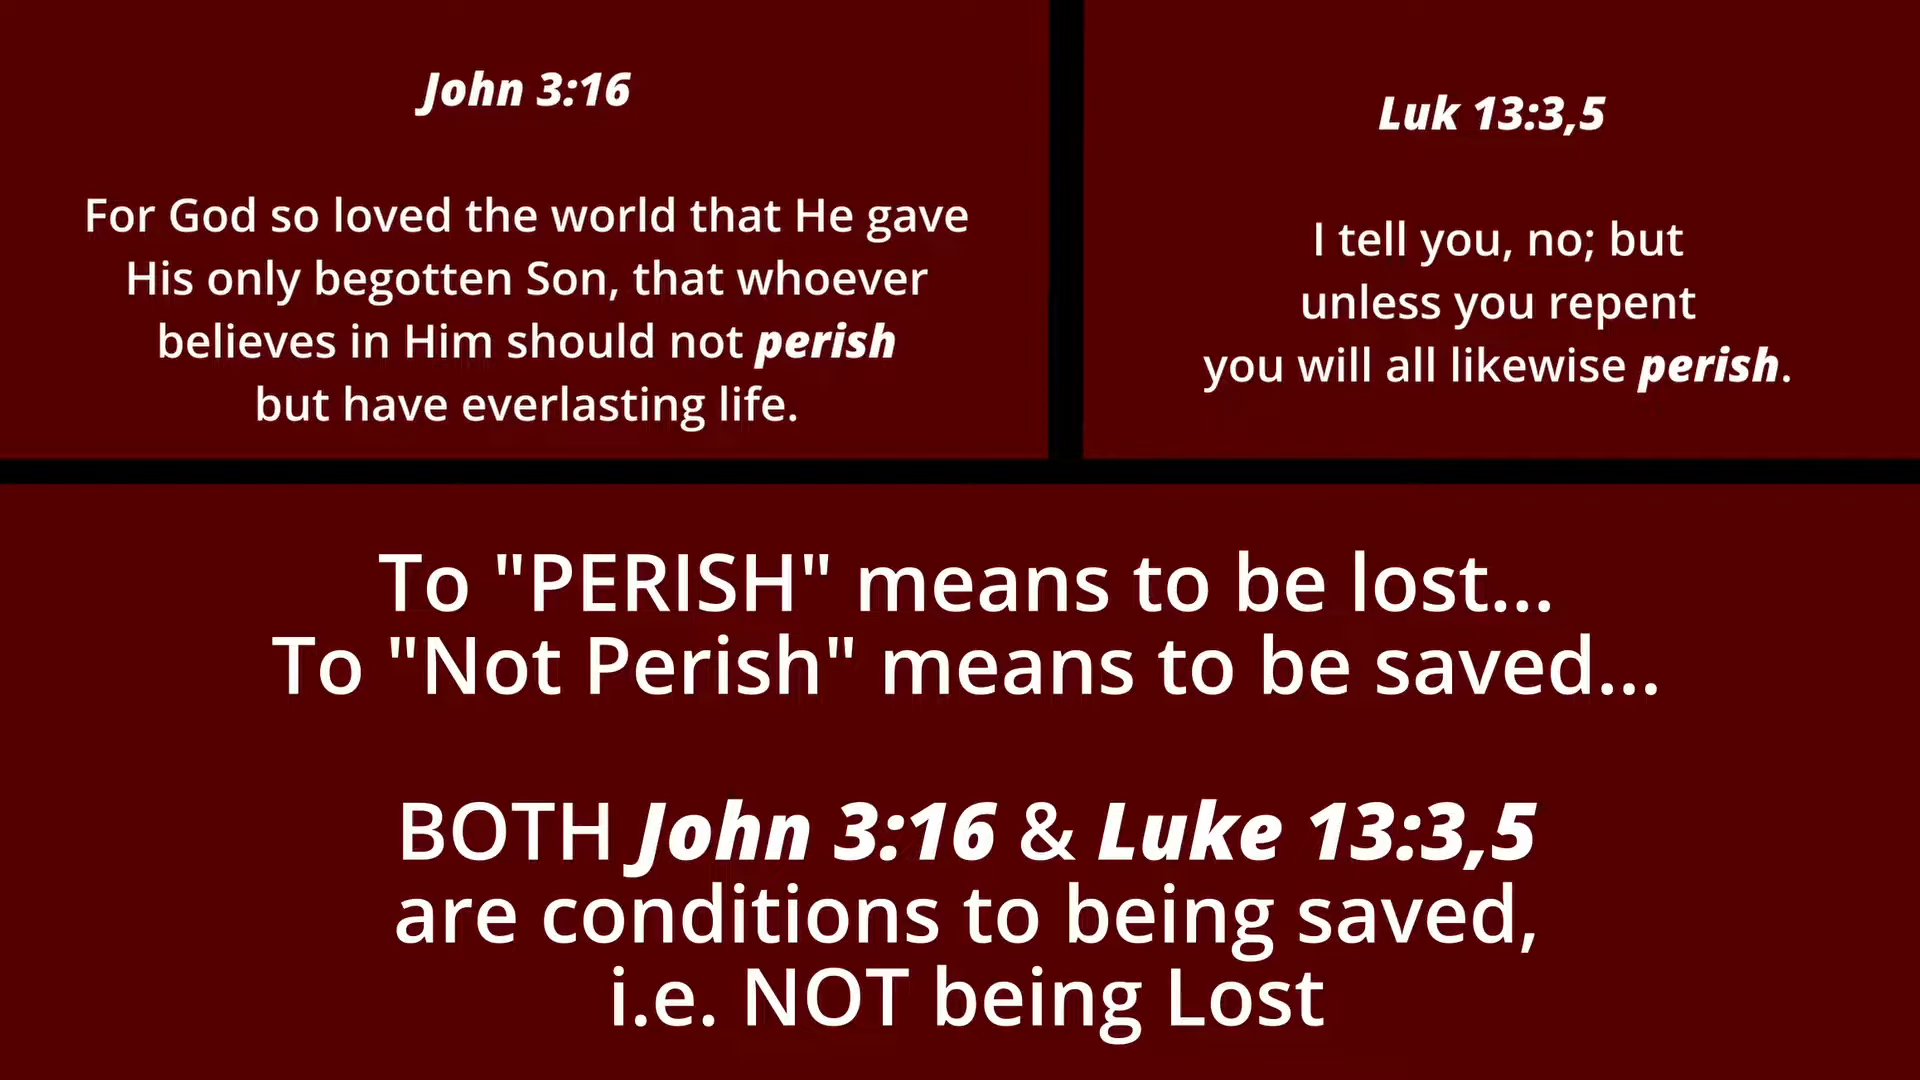 John 3:16
For God so loved the world that He gave
His only begotten Son, that whoever
believes in Him should not perish
but have everlasting life.
Luk 13:3,5
I tell you, no; but
unless you repent
you will all likewise perish.
To "PERISH" means to be lost...
To "Not Perish" means to be saved...
BOTH John 3:16 & Luke 13:3,5
are conditions to being saved,
i.e. NOT being Lost